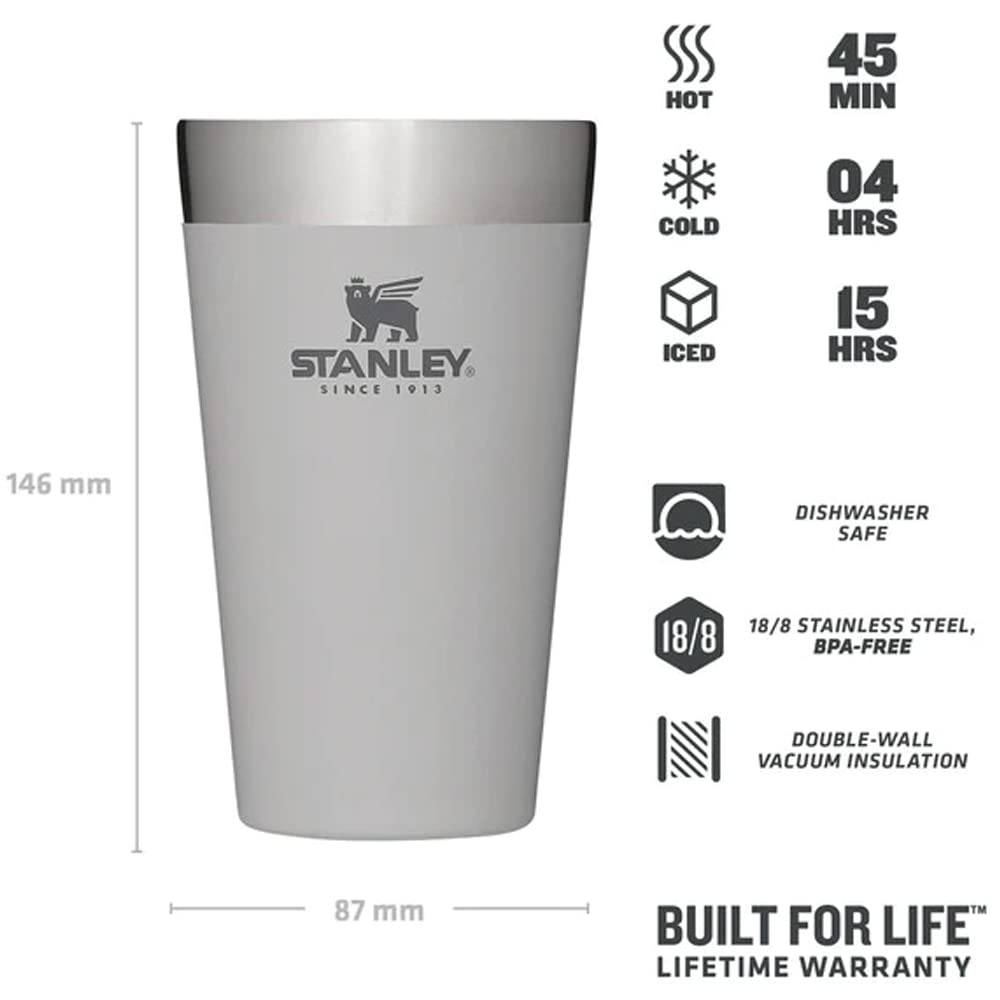 HOT
45
MIN
COLD
04
HRS
ICED
15
HRS
STANLEY®
SINCE 1913
146 mm
87 mm
DISHWASHER
SAFE
18/8
18/8 STAINLESS STEEL,
BPA-FREE
DOUBLE-WALL
VACUUM INSULATION
BUILT FOR LIFE™
LIFETIME WARRANTY